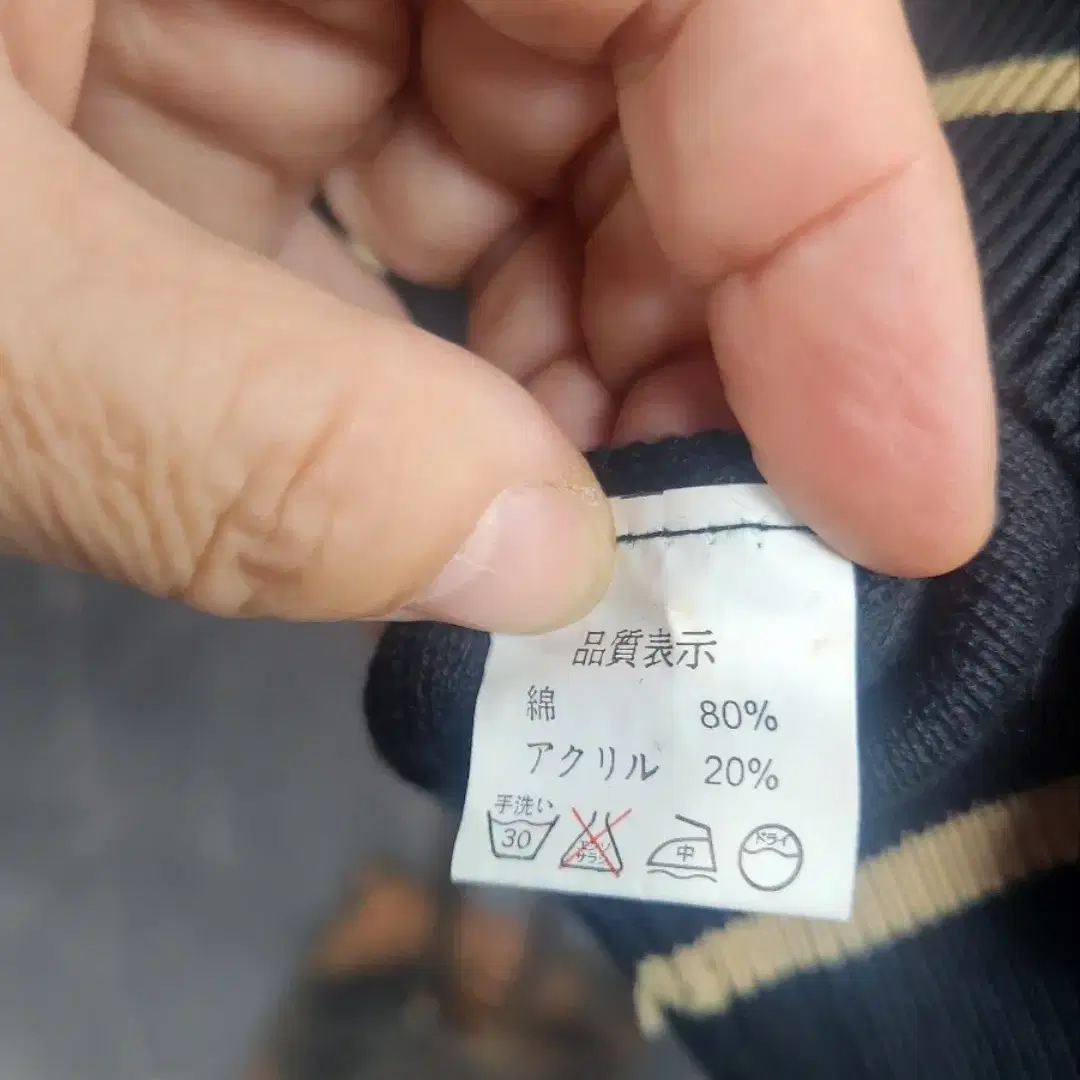 品質表示
綿 80%
アクリル 20%
手洗い
30 エンソサラシ 中 ドライ